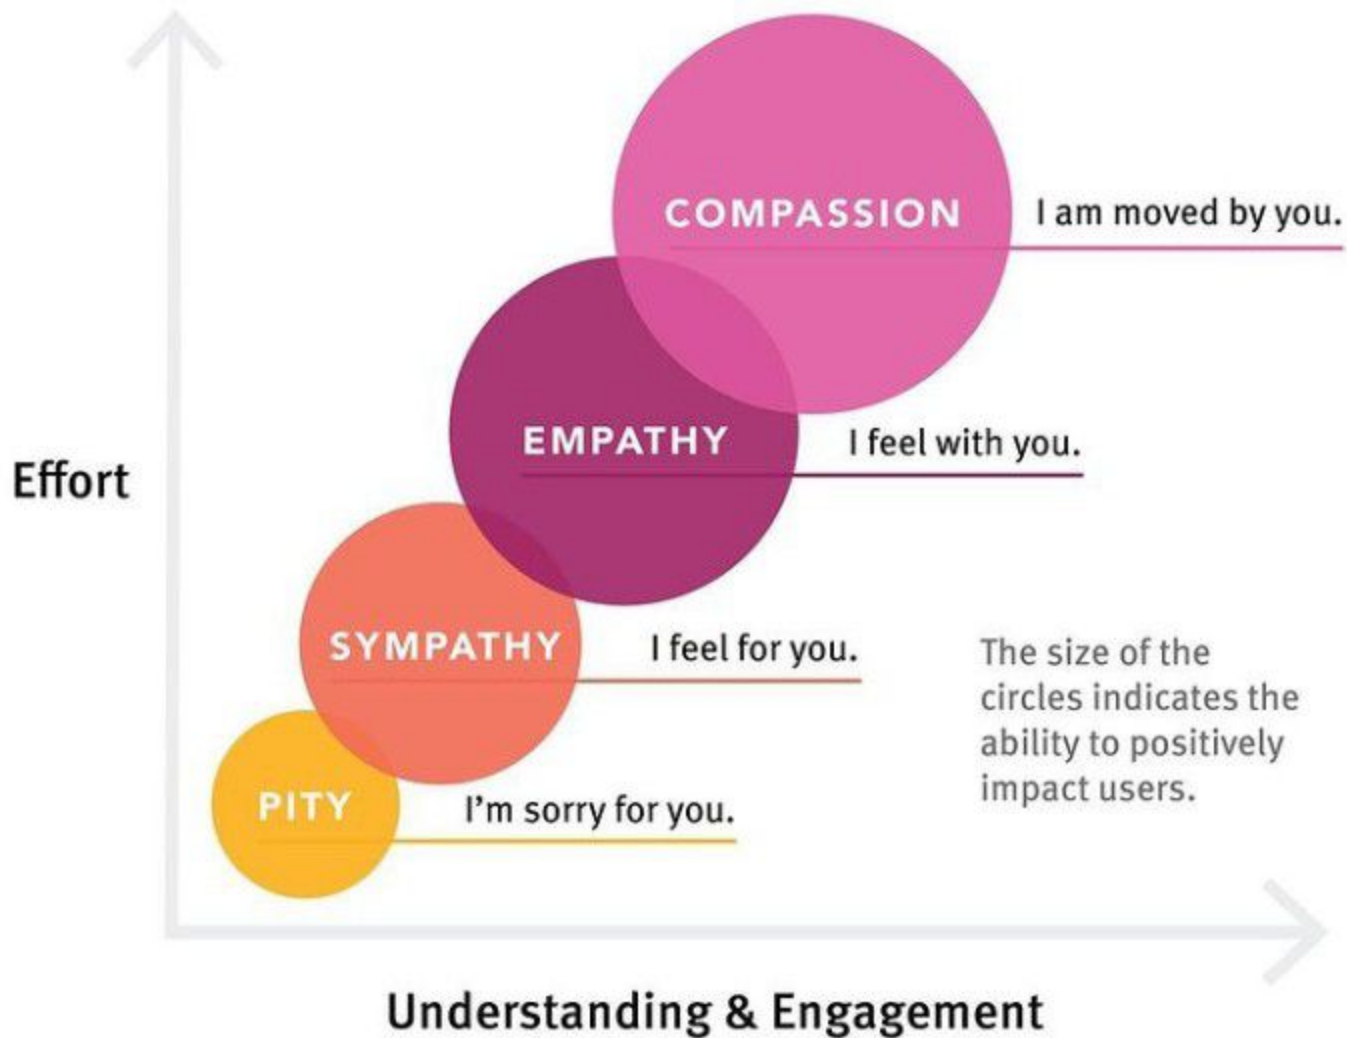 COMPASSION
I am moved by you.
EMPATHY
I feel with you.
Effort
SYMPATHY
I feel for you.
The size of the
circles indicates the
ability to positively
impact users.
PITY
I'm sorry for you.
Understanding & Engagement